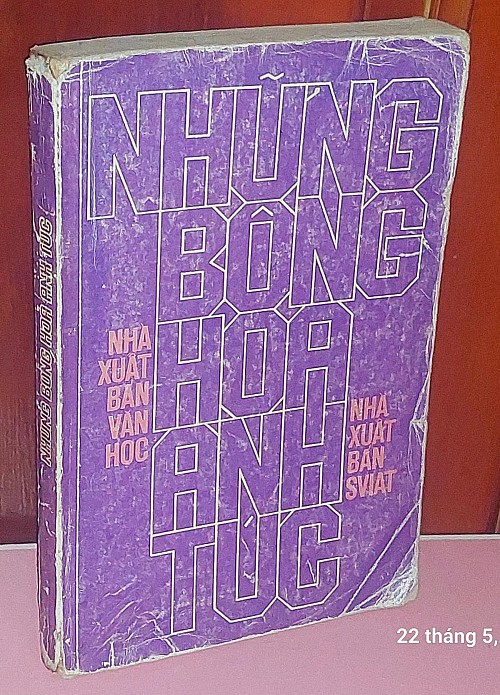 NHỮNG
BÔNG
HOA
ANH
TÚC
NHÀ
XUẤT
BẢN
VĂN
HỌC
NHÀ
XUẤT
BẢN
SVIAT
NHỮNG BÔNG HOA ANH TÚC
22 tháng 5,